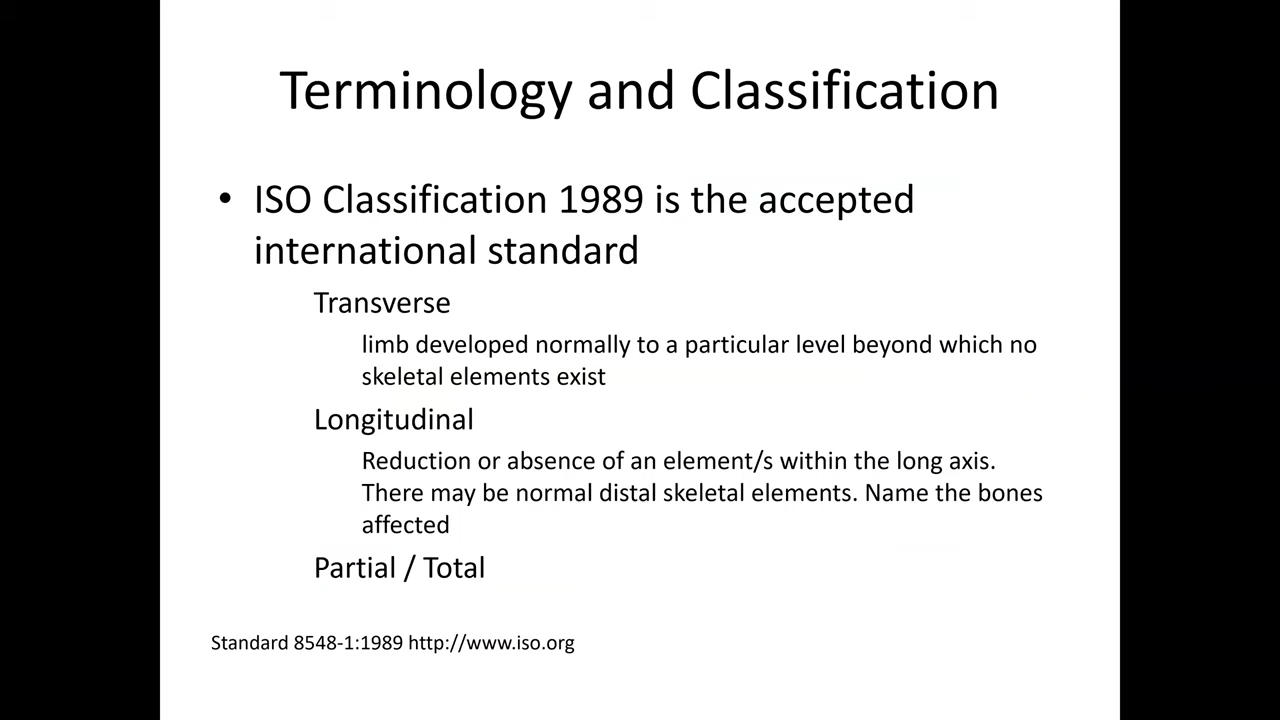 Terminology and Classification
• ISO Classification 1989 is the accepted
international standard
Transverse
limb developed normally to a particular level beyond which no
skeletal elements exist
Longitudinal
Reduction or absence of an element/s within the long axis.
There may be normal distal skeletal elements. Name the bones
affected
Partial / Total
Standard 8548-1:1989 http://www.iso.org